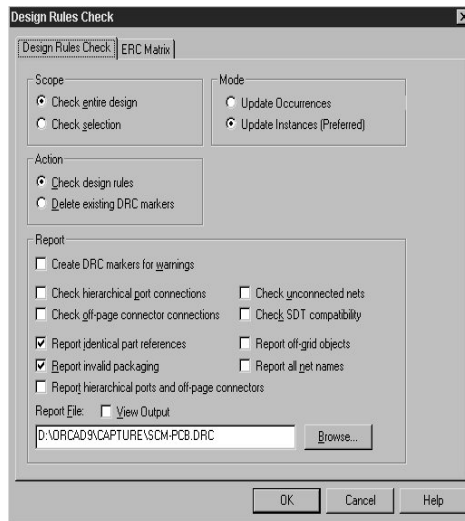 Design Rules Check
Design Rules Check ERC Matrix
Scope
Check entire design
Check selection
Mode
Update Occurrences
Update Instances (Preferred)
Action
Check design rules
Delete existing DRC markers
Report
Create DRC markers for warnings
Check hierarchical port connections
Check unconnected nets
Check off-page connector connections
Check SDT compatibility
Report identical part references
Report off-grid objects
Report invalid packaging
Report all net names
Report hierarchical ports and off-page connectors
Report File: View Output
D:\ORCAD9\CAPTURE\SCM-PCB.DRC
Browse...
OK Cancel Help